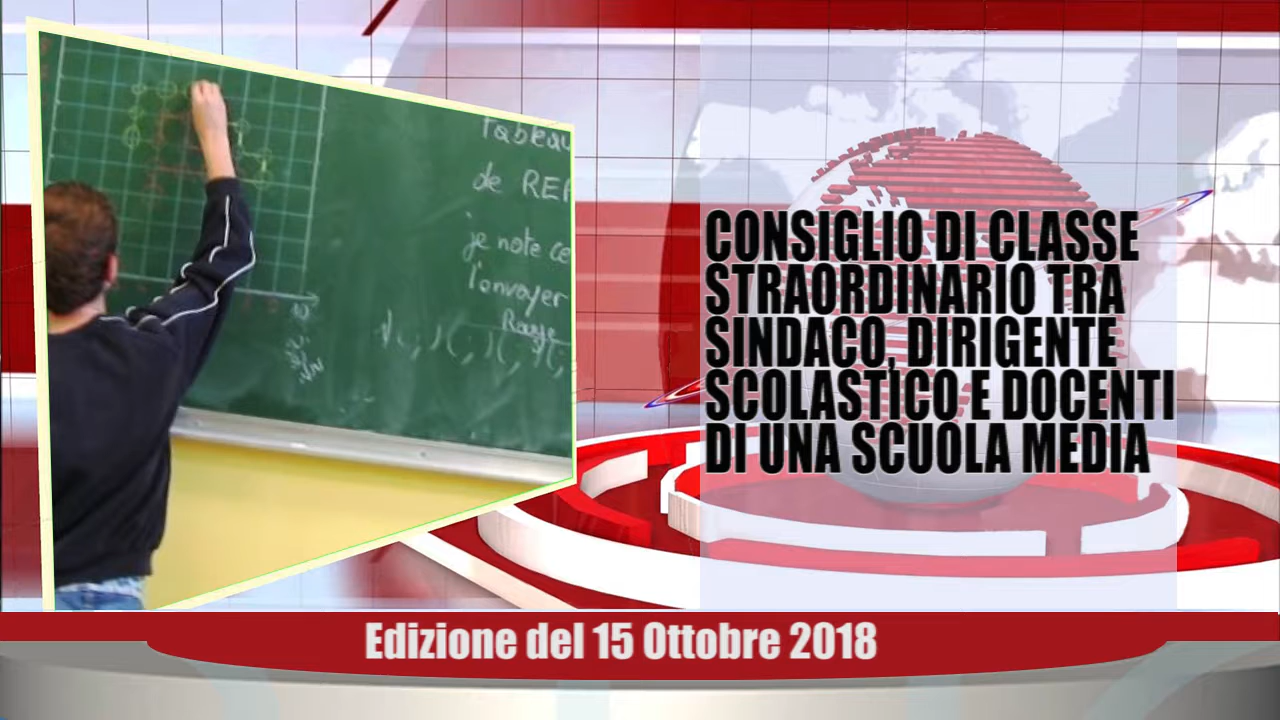 Tableau
de REP
je note ce
l'envoyer
CONSIGLIO DI CLASSE
STRAORDINARIO TRA
SINDACO, DIRIGENTE
SCOLASTICO E DOCENTI
DI UNA SCUOLA MEDIA
Edizione del 15 Ottobre 2018